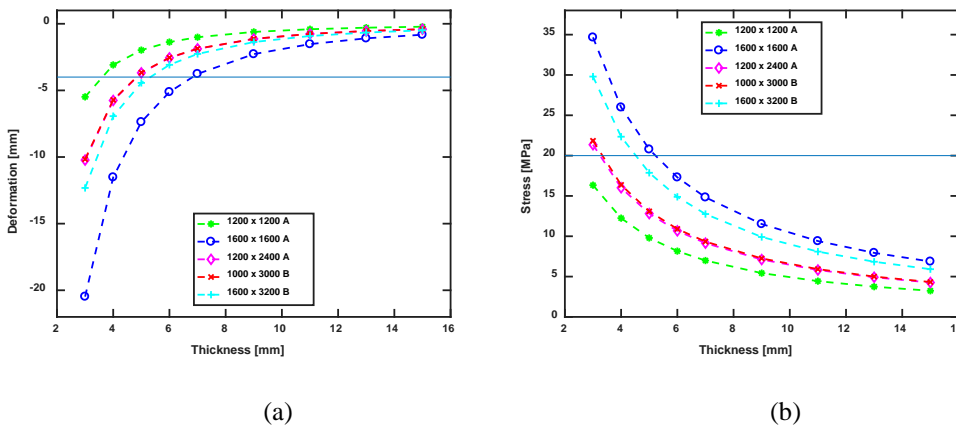 0
-5
-10
-15
-20
Deformation [mm]
2 4 6 8 10 12 14 16
Thickness [mm]
1200 x 1200 A
1600 x 1600 A
1200 x 2400 A
1000 x 3000 B
1600 x 3200 B
(a)
35
30
25
20
15
10
5
0
Stress [MPa]
2 4 6 8 10 12 14 16
Thickness [mm]
1200 x 1200 A
1600 x 1600 A
1200 x 2400 A
1000 x 3000 B
1600 x 3200 B
(b)